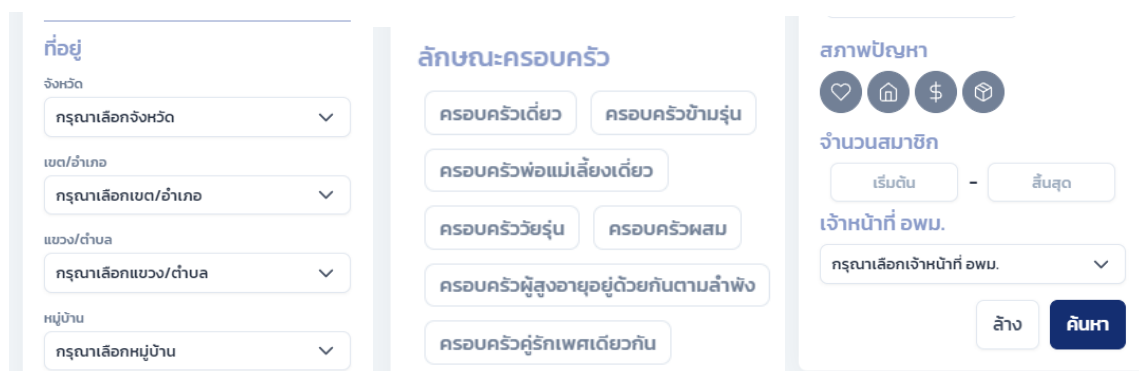 ที่อยู่
จังหวัด
กรุณาเลือกจังหวัด
เขต/อำเภอ
กรุณาเลือกเขต/อำเภอ
แขวง/ตำบล
กรุณาเลือกแขวง/ตำบล
หมู่บ้าน
กรุณาเลือกหมู่บ้าน
ลักษณะครอบครัว
ครอบครัวเดี่ยว ครอบครัวข้ามรุ่น
ครอบครัวพ่อแม่เลี้ยงเดี่ยว
ครอบครัววัยรุ่น ครอบครัวผสม
ครอบครัวผู้สูงอายุอยู่ด้วยกันตามลำพัง
ครอบครัวคู่รักเพศเดียวกัน
สภาพปัญหา
จำนวนสมาชิก
เริ่มต้น - สิ้นสุด
เจ้าหน้าที่ อพม.
กรุณาเลือกเจ้าหน้าที่ อพม.
ล้าง ค้นหา